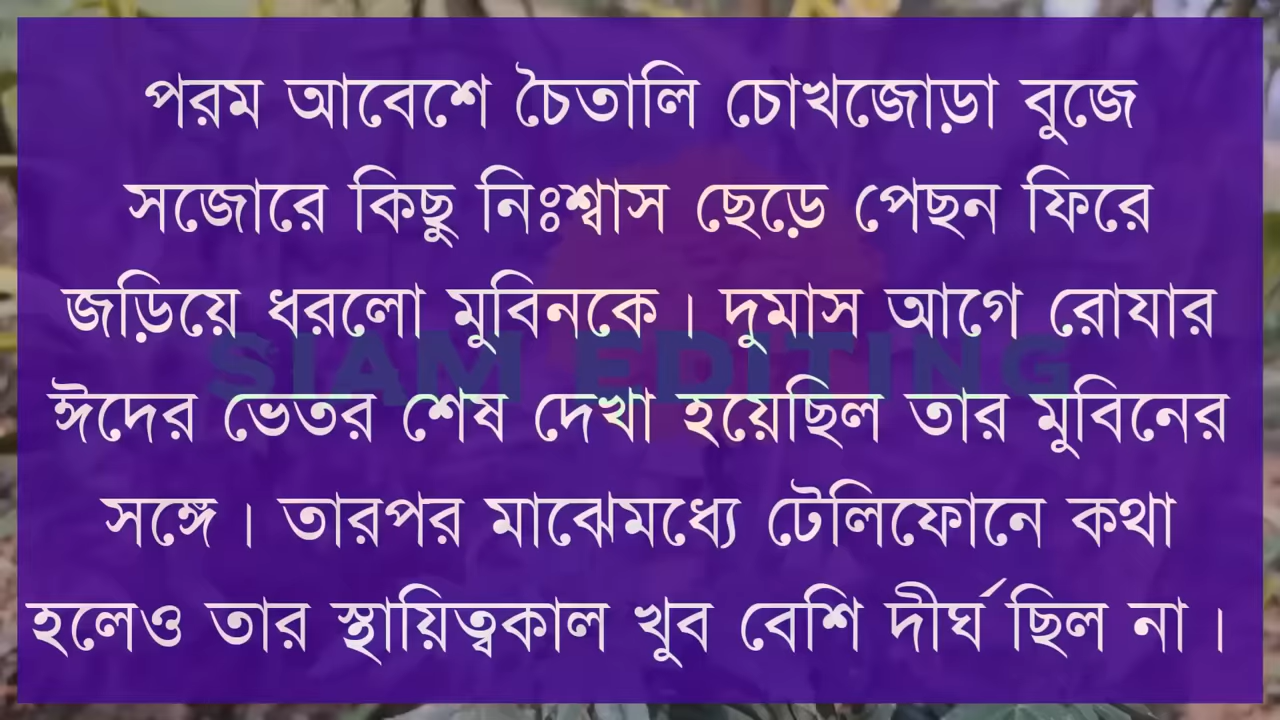 পরম আবেশে চৈতালি চোখজোড়া বুজে
সজোরে কিছু নিঃশ্বাস ছেড়ে পেছন ফিরে
জড়িয়ে ধরলো মুবিনকে। দুমাস আগে রোযার
SIAM EDITING
ঈদের ভেতর শেষ দেখা হয়েছিল তার মুবিনের
সঙ্গে। তারপর মাঝেমধ্যে টেলিফোনে কথা
হলেও তার স্থায়িত্বকাল খুব বেশি দীর্ঘ ছিল না।